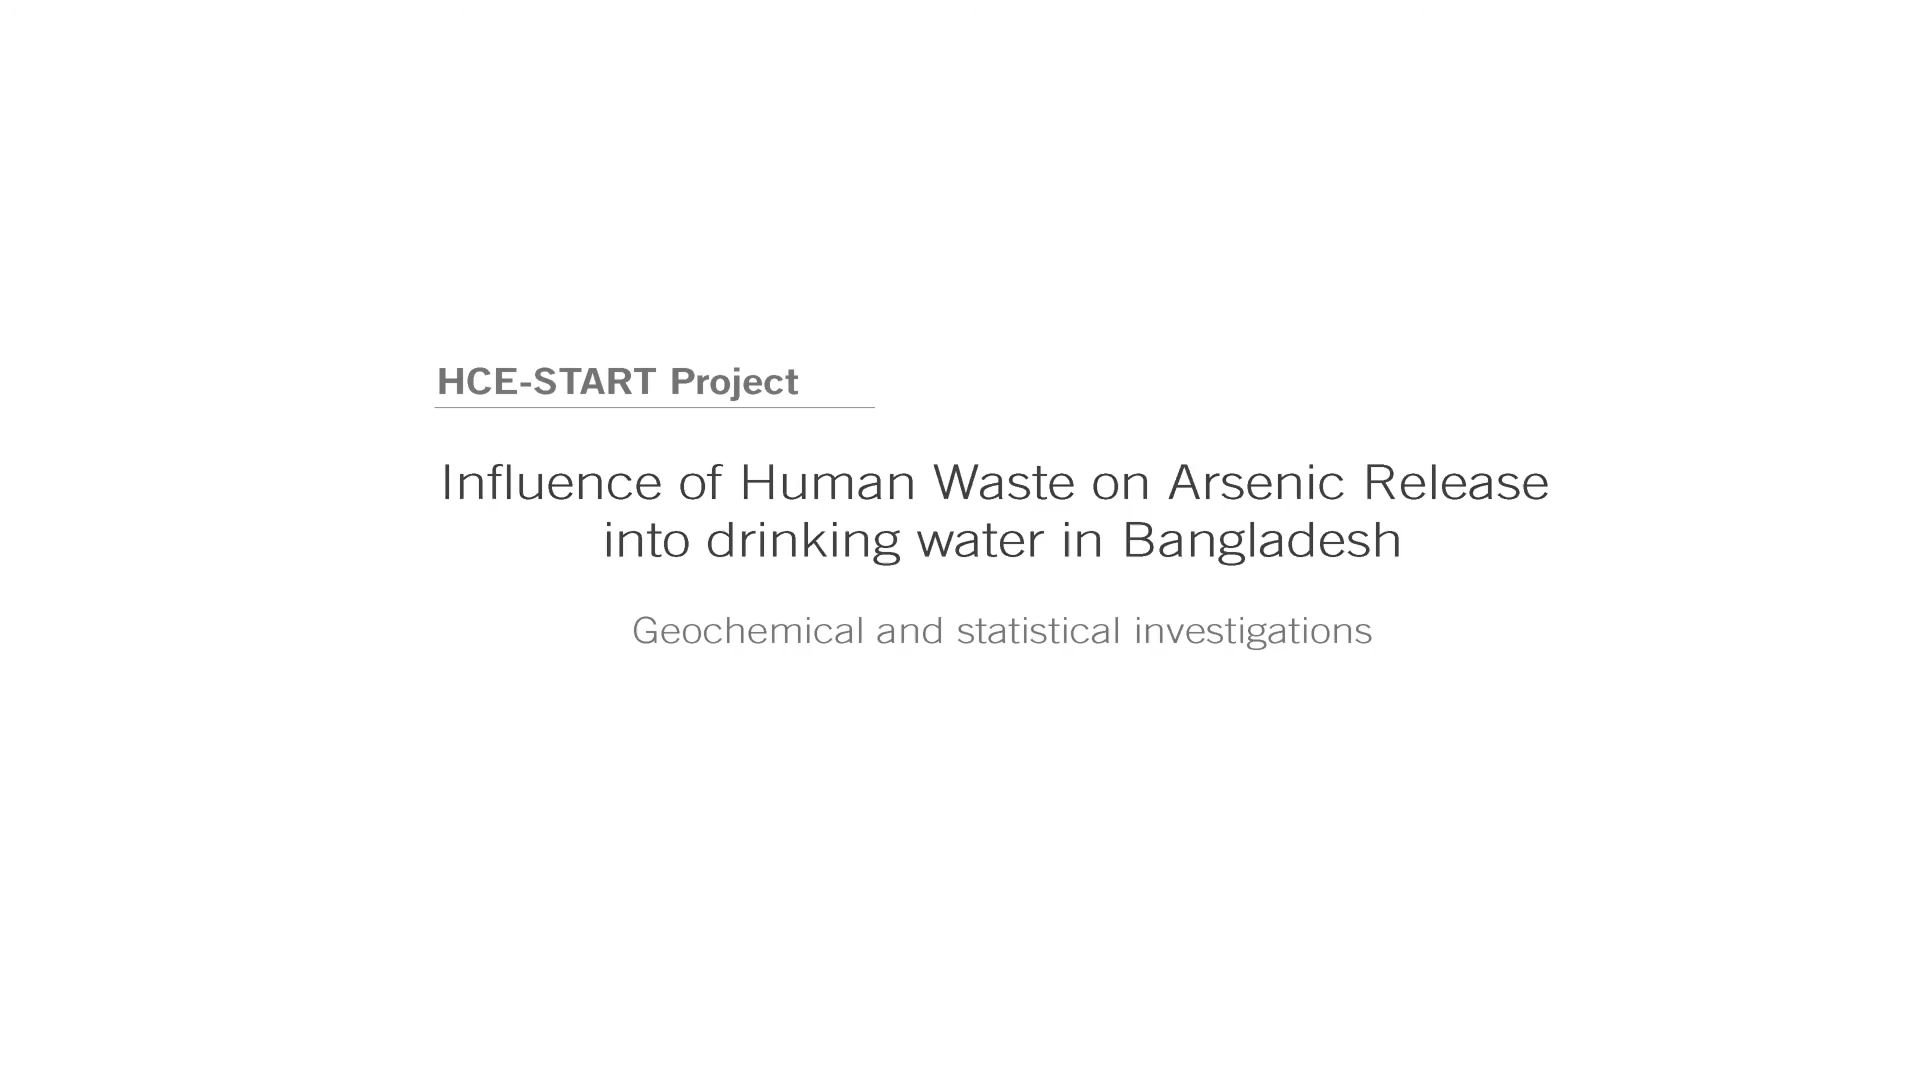 HCE-START Project
Influence of Human Waste on Arsenic Release
into drinking water in Bangladesh
Geochemical and statistical investigations